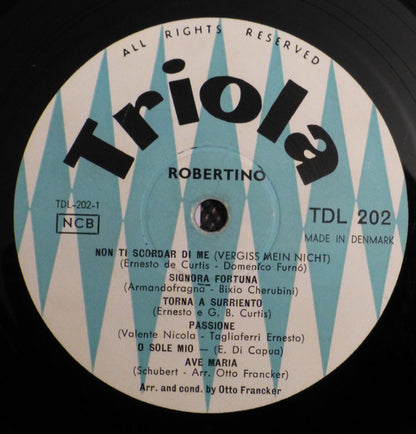 ALL RIGHTS RESERVED
Triola
ROBERTINO
TDL-202-1
NCB
TDL 202
MADE IN DENMARK
NON TI SCORDAR DI ME (VERGISS MEIN NICHT)
(Ernesto de Curtis - Domenco Furnó)
SIGNORA FORTUNA
(Armandofragna - Bixio Cherubini)
TORNA A SURRIENTO
(Ernesto e G. B. Curtis)
PASSIONE
(Valente Nicola - Tagliaferri Ernesto)
O SOLE MIO — (E. Di Capua)
AVE MARIA
(Schubert - Arr. Otto Francker)
Arr. and cond. by Otto Francker